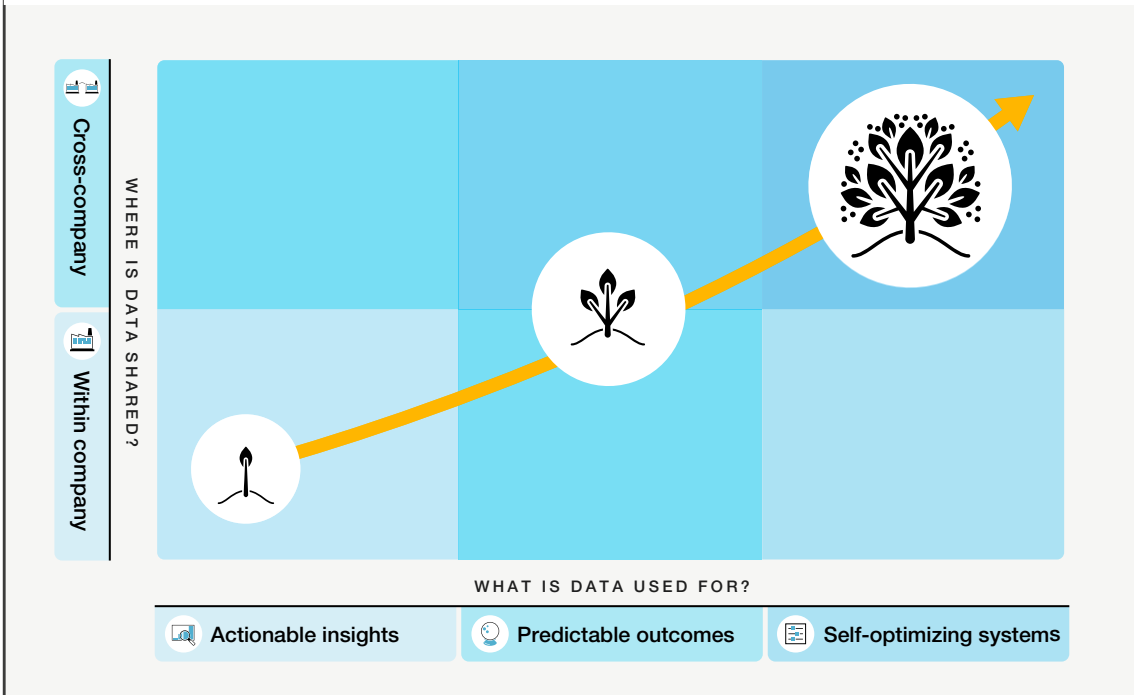 Cross-company
Within company
WHERE IS DATA SHARED?
WHAT IS DATA USED FOR?
Actionable insights
Predictable outcomes
Self-optimizing systems